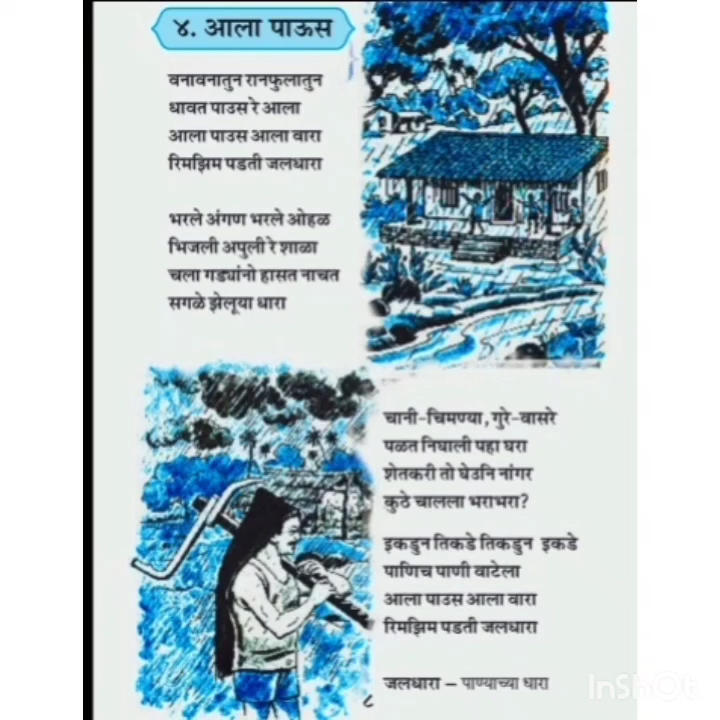 ४. आला पाऊस
वनावनातुन रानफुलातुन
धावत पाउस रे आला
आला पाउस आला वारा
रिमझिम पडती जलधारा
भरले अंगण भरले ओहळ
भिजली अपुली रे शाळा
चला गड्यांनो हासत नाचत
सगळे झेलूया धारा
चानी-चिमण्या, गुरे-वासरे
पळत निघाली पहा घरा
शेतकरी तो घेउनि नांगर
कुठे चालला भराभरा?
इकडुन तिकडे तिकडुन इकडे
पाणिच पाणी वाटेला
आला पाउस आला वारा
रिमझिम पडती जलधारा
जलधारा – पाण्याच्या धारा
८
InShOt